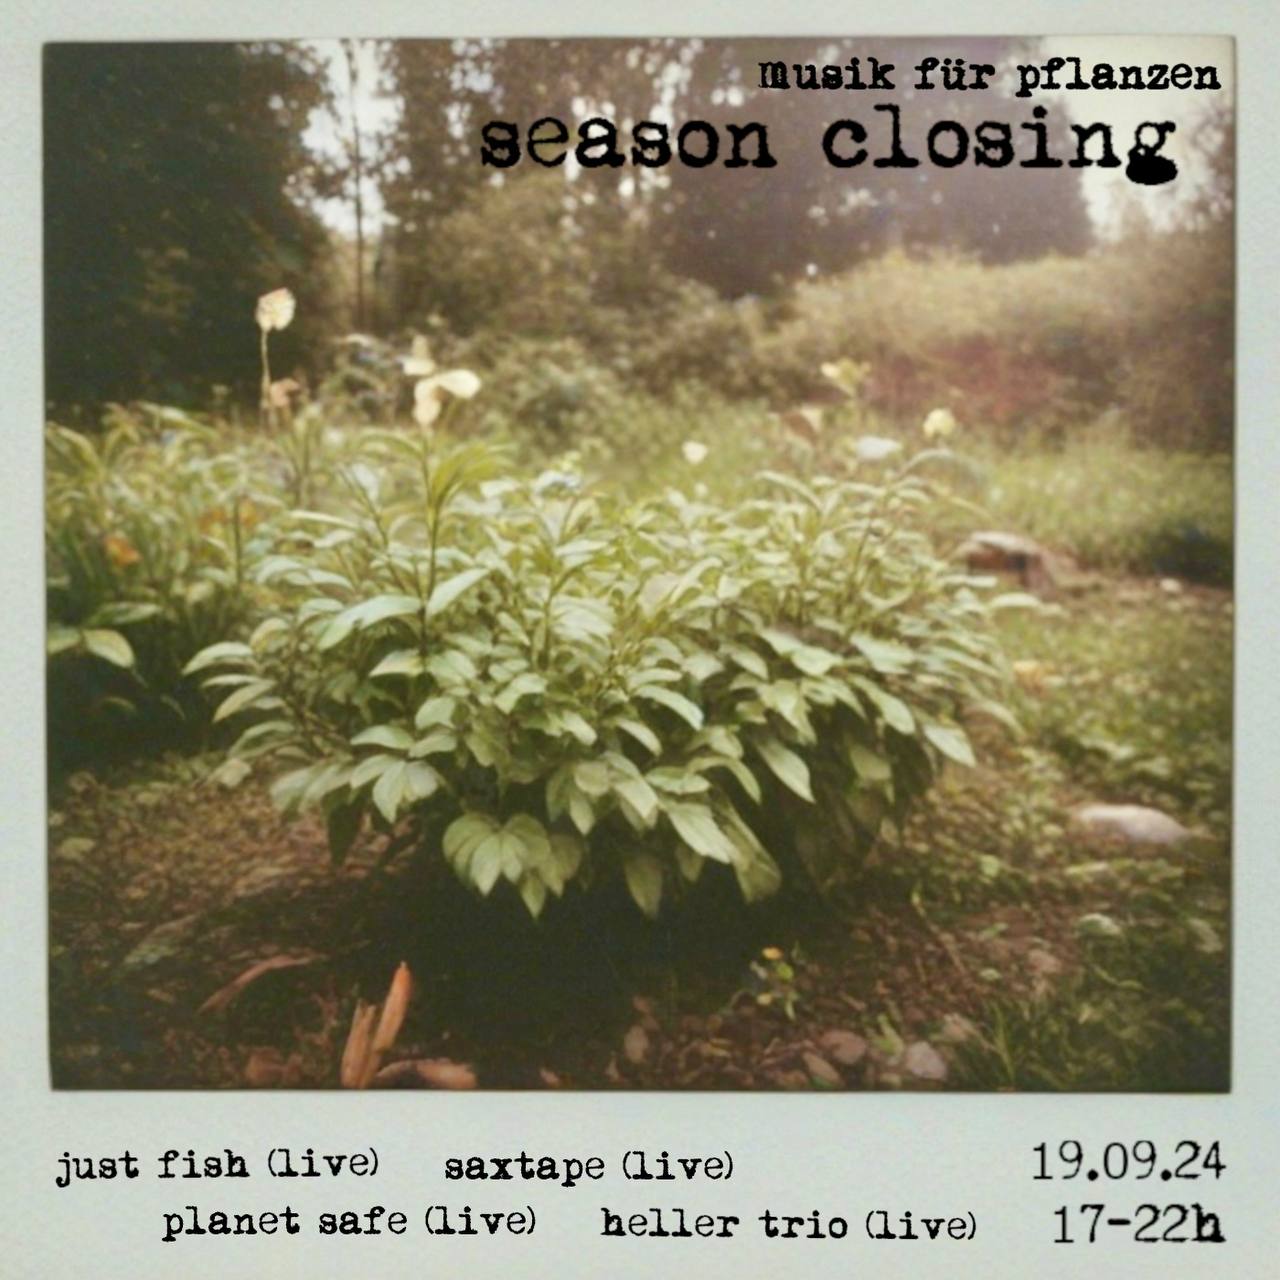 musik für pflanzen
season closing
just fish (live) saxtape (live)
planet safe (live) heller trio (live)
19.09.24
17-22h